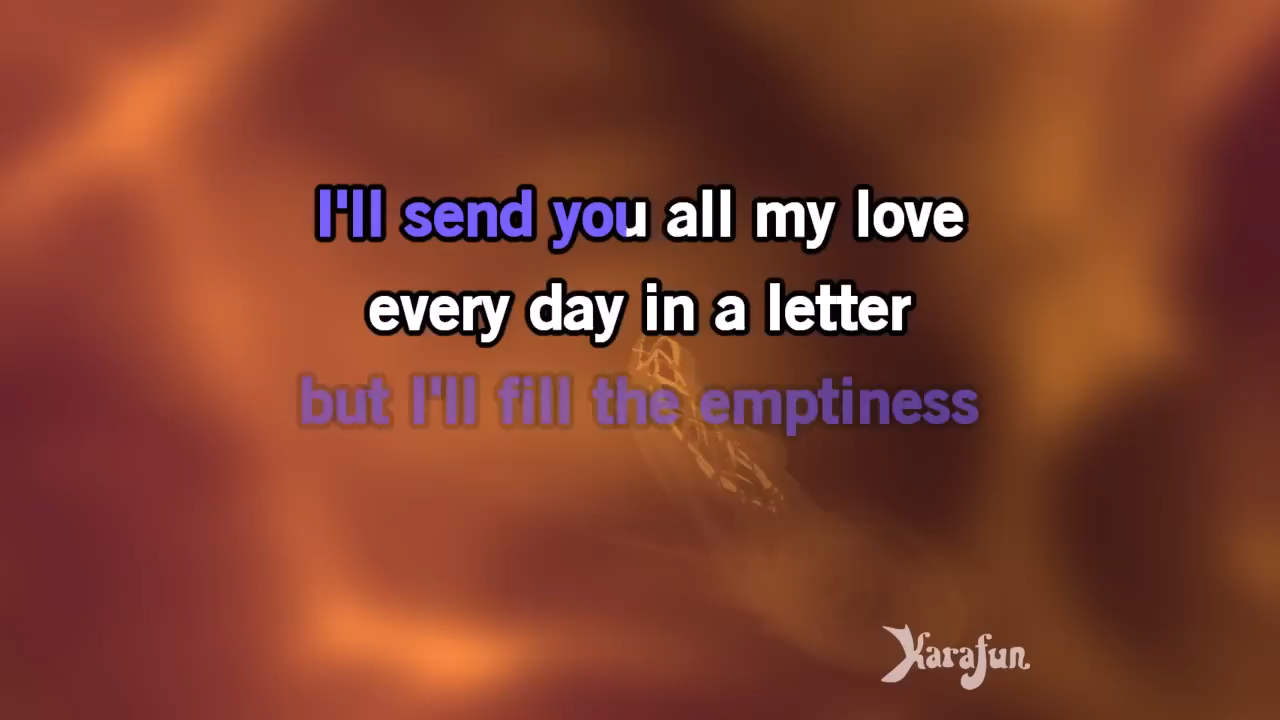 I'll send you all my love
every day in a letter
but I'll fill the emptiness
Karafun